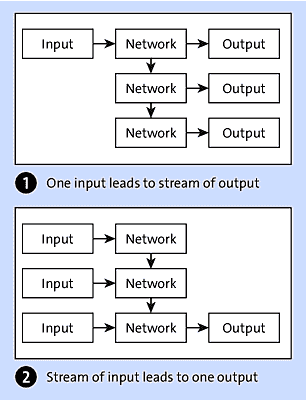 Input Network Output
Network Output
Network Output
1 One input leads to stream of output
Input Network
Input Network
Input Network Output
2 Stream of input leads to one output